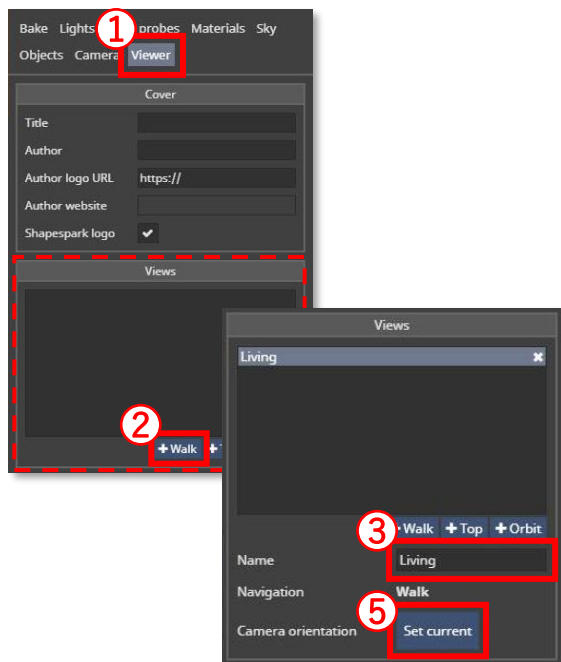 Bake Lights probes Materials Sky
1
Objects Camera Viewer
Cover
Title
Author
Author logo URL https://
Author website
Shapespark logo
Views
2
+ Walk +
Views
Living
3
Walk + Top + Orbit
Name Living
Navigation Walk
5
Camera orientation Set current